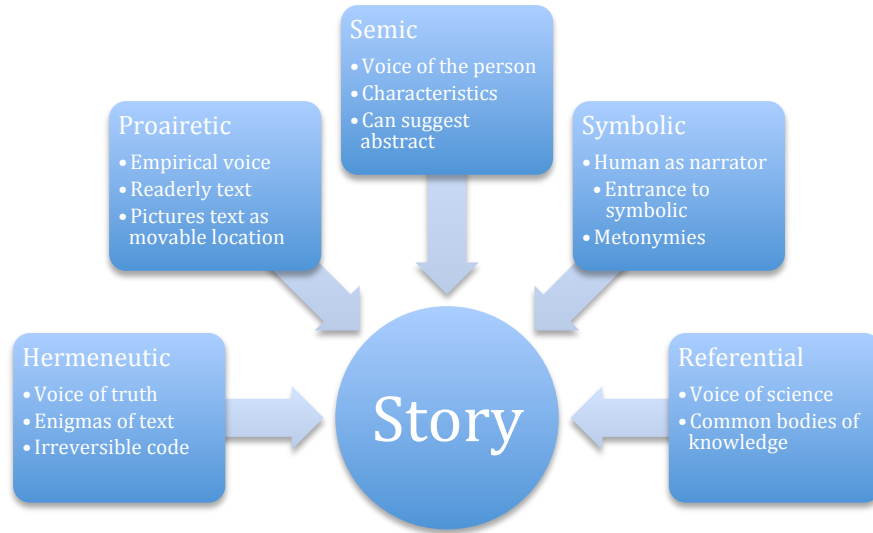 Semic
• Voice of the person
• Characteristics
• Can suggest
abstract
Proairetic
• Empirical voice
• Readerly text
• Pictures text as
movable location
Symbolic
• Human as narrator
• Entrance to
symbolic
• Metonymies
Hermeneutic
• Voice of truth
• Enigmas of text
• Irreversible code
Story
Referential
• Voice of science
• Common bodies of
knowledge